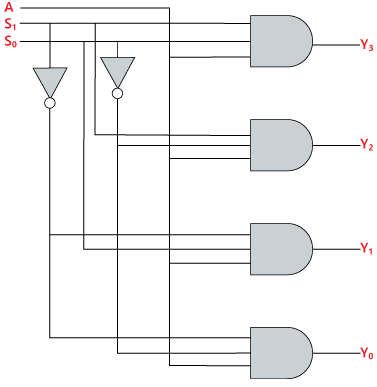 A
S₁
S₀
Y₃
Y₂
Y₁
Y₀